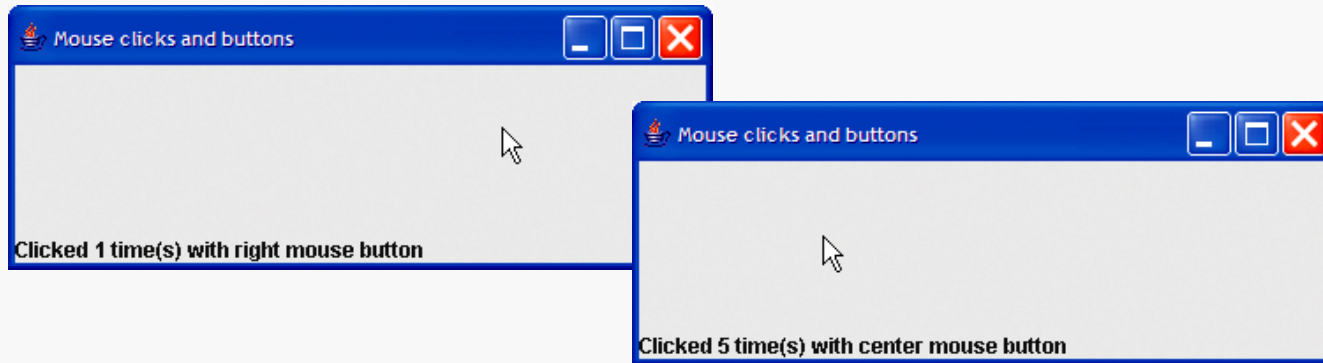 Mouse clicks and buttons
Clicked 1 time(s) with right mouse button
Mouse clicks and buttons
Clicked 5 time(s) with center mouse button